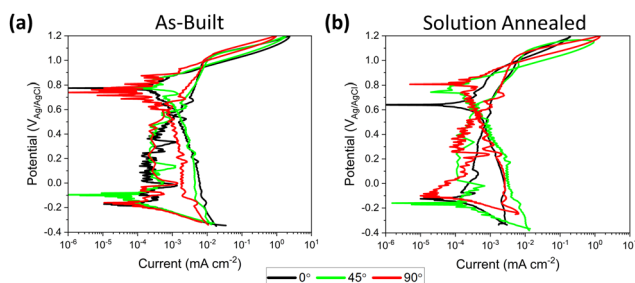 (a) As-Built
(b) Solution Annealed
1.2
1.0
0.8
0.6
0.4
0.2
0.0
-0.2
-0.4
Potential (V_Ag/AgCl)
10⁻⁶ 10⁻⁵ 10⁻⁴ 10⁻³ 10⁻² 10⁻¹ 10⁰ 10¹
Current (mA cm⁻²)
1.2
1.0
0.8
0.6
0.4
0.2
0.0
-0.2
-0.4
Potential (V_Ag/AgCl)
10⁻⁶ 10⁻⁵ 10⁻⁴ 10⁻³ 10⁻² 10⁻¹ 10⁰ 10¹
Current (mA cm⁻²)
0° 45° 90°